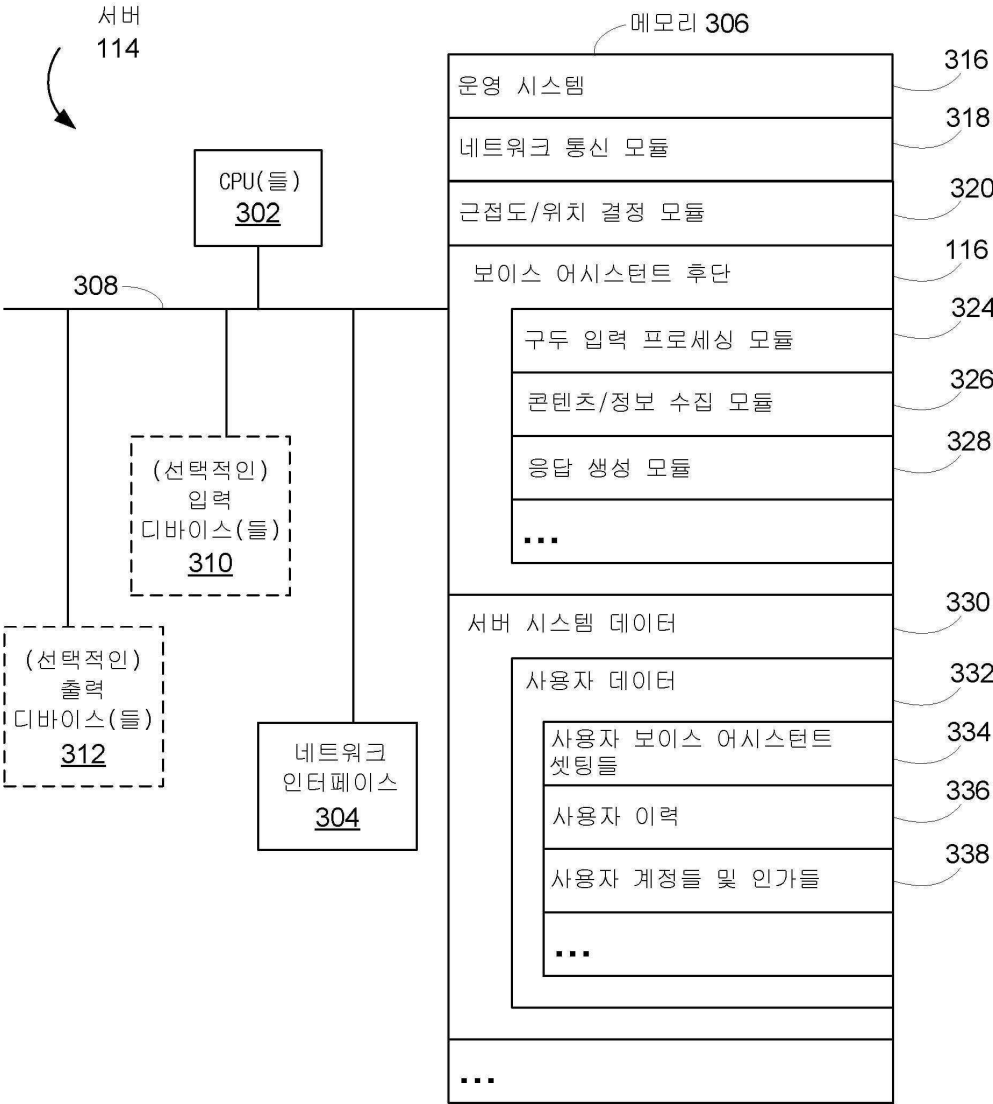 서버
114
메모리 306
운영 시스템
316
네트워크 통신 모듈
318
CPU(들)
302
근접도/위치 결정 모듈
320
보이스 어시스턴트 후단
116
308
구두 입력 프로세싱 모듈
324
콘텐츠/정보 수집 모듈
326
응답 생성 모듈
328
...
(선택적인)
입력
디바이스(들)
310
서버 시스템 데이터
330
(선택적인)
출력
디바이스(들)
312
사용자 데이터
332
네트워크
인터페이스
304
사용자 보이스 어시스턴트
셋팅들
334
사용자 이력
336
사용자 계정들 및 인가들
338
...
...